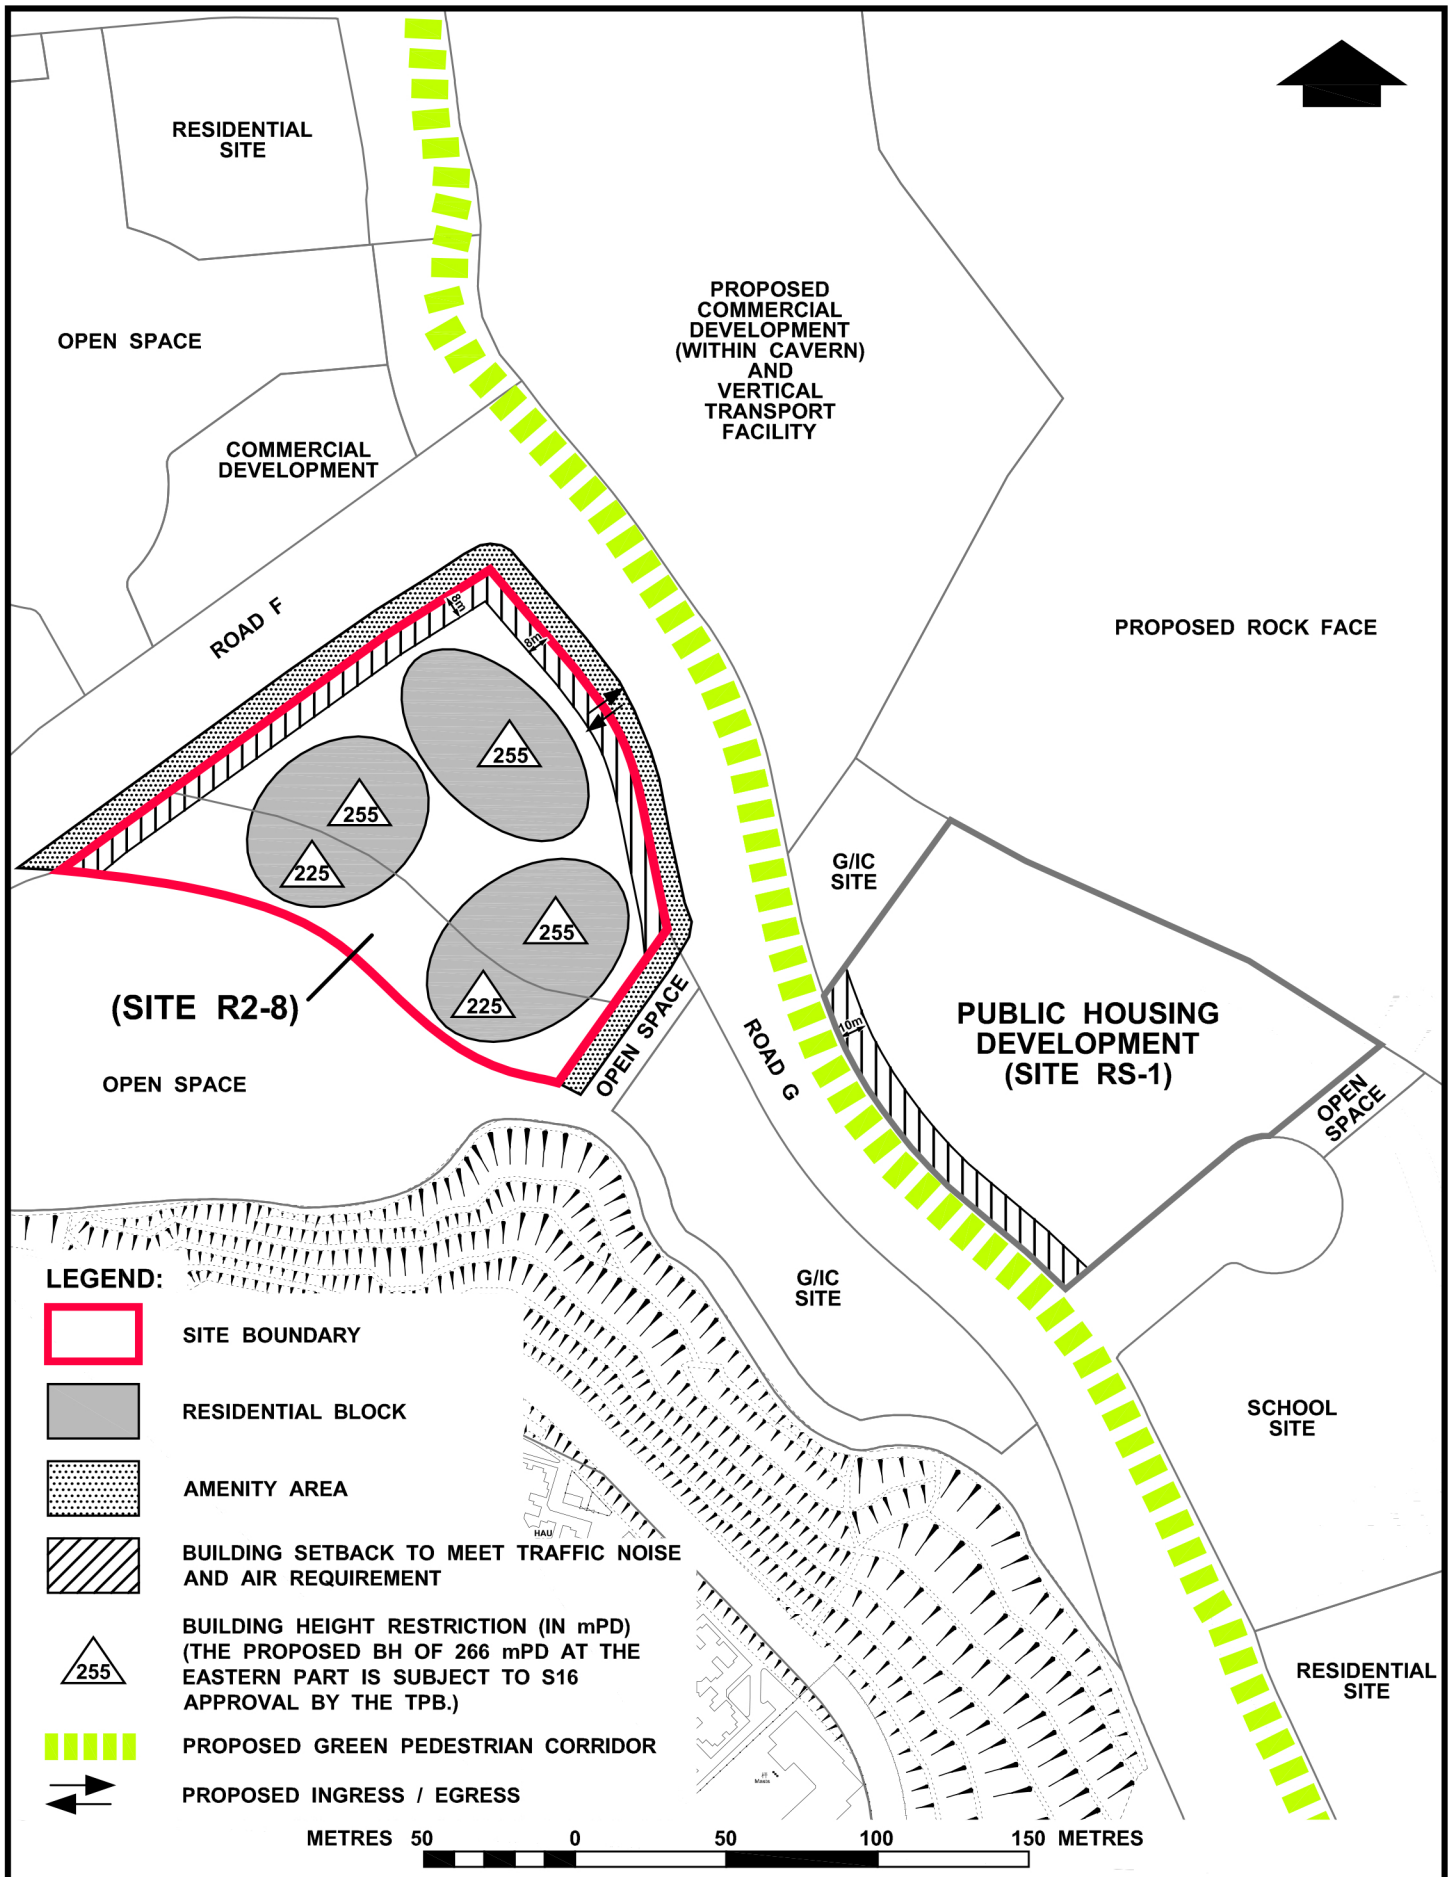 RESIDENTIAL
SITE
OPEN SPACE
PROPOSED
COMMERCIAL
DEVELOPMENT
(WITHIN CAVERN)
AND
VERTICAL
TRANSPORT
FACILITY
COMMERCIAL
DEVELOPMENT
ROAD F
8m
8m
PROPOSED ROCK FACE
255
255
225
255
225
G/IC
SITE
(SITE R2-8)
OPEN SPACE
OPEN SPACE
ROAD G
10m
PUBLIC HOUSING
DEVELOPMENT
(SITE RS-1)
OPEN
SPACE
G/IC
SITE
SCHOOL
SITE
RESIDENTIAL
SITE
HAU
LEGEND:
SITE BOUNDARY
RESIDENTIAL BLOCK
AMENITY AREA
BUILDING SETBACK TO MEET TRAFFIC NOISE
AND AIR REQUIREMENT
255
BUILDING HEIGHT RESTRICTION (IN mPD)
(THE PROPOSED BH OF 266 mPD AT THE
EASTERN PART IS SUBJECT TO S16
APPROVAL BY THE TPB.)
PROPOSED GREEN PEDESTRIAN CORRIDOR
PROPOSED INGRESS / EGRESS
METRES 50 0 50 100 150 METRES